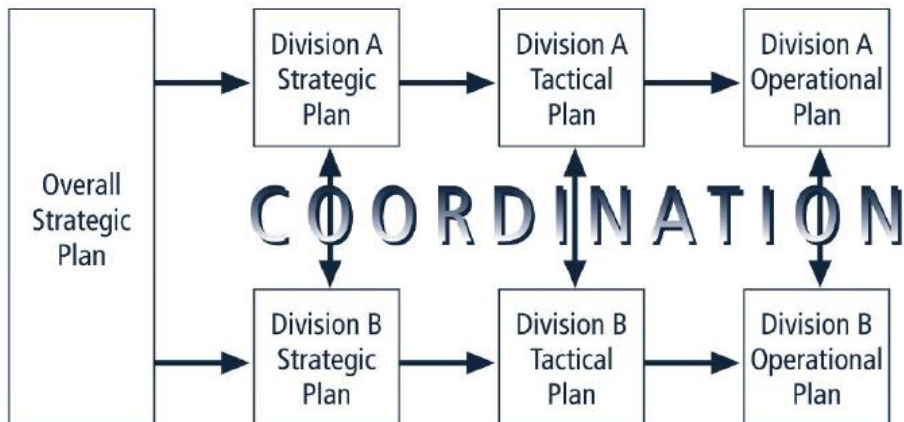 Overall
Strategic
Plan
Division A
Strategic
Plan
Division A
Tactical
Plan
Division A
Operational
Plan
COORDINATION
Division B
Strategic
Plan
Division B
Tactical
Plan
Division B
Operational
Plan